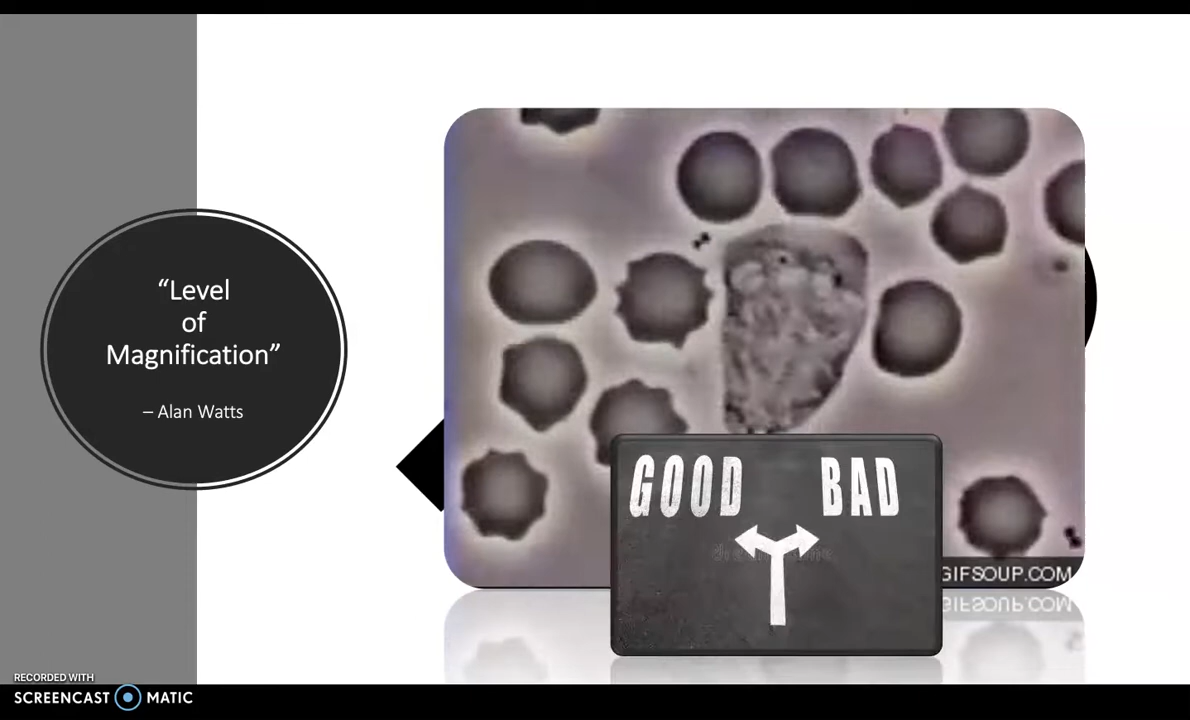 “Level
of
Magnification”
– Alan Watts
GOOD BAD
GIFSOUP.COM
RECORDED WITH
SCREENCAST MATIC